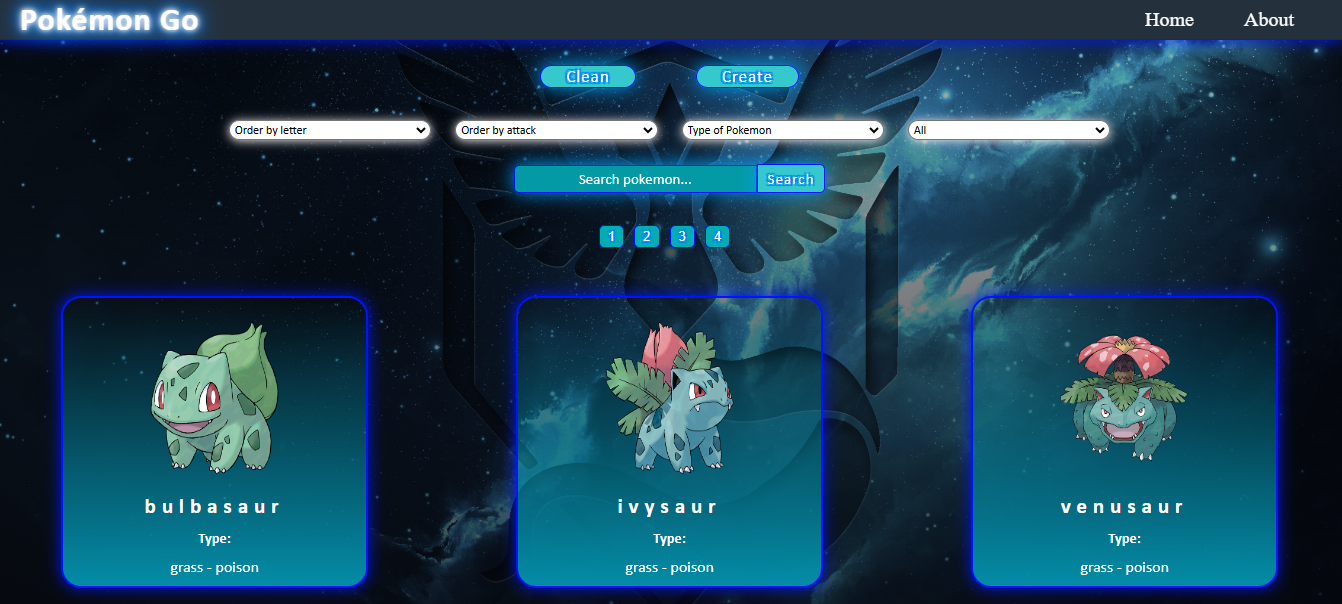 Pokémon Go Home About
Clean Create
Order by letter Order by attack Type of Pokemon All
Search pokemon... Search
1 2 3 4
bulbasaur ivysaur venusaur
Type: Type: Type:
grass - poison grass - poison grass - poison